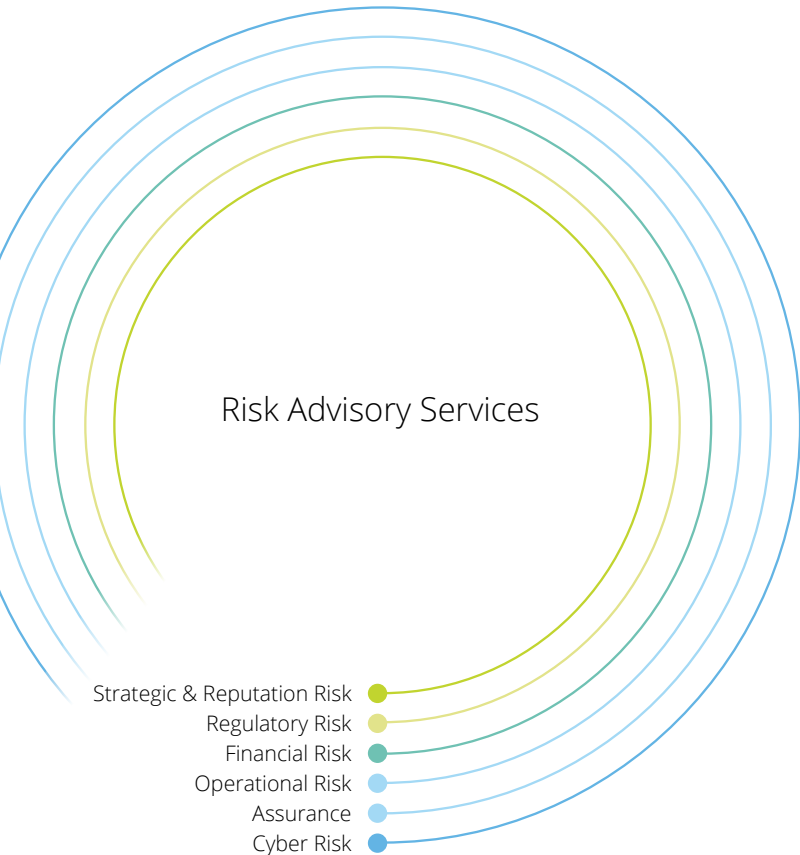 Risk Advisory Services
Strategic & Reputation Risk
Regulatory Risk
Financial Risk
Operational Risk
Assurance
Cyber Risk